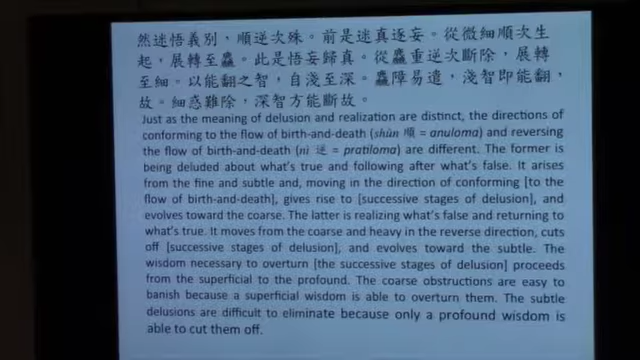 然迷悟義別，順逆次殊。前是迷真逐妄。從微細順次生
起，展轉至麤。此是悟妄歸真。從麤重逆次斷除，展轉
至細。以能翻之智，自淺至深。麤障易遣，淺智即能翻，
故。細惑難除，深智方能斷故。
Just as the meaning of delusion and realization are distinct, the directions of
conforming to the flow of birth-and-death (shùn 順 = anuloma) and reversing
the flow of birth-and-death (nì 逆 = pratiloma) are different. The former is
being deluded about what's true and following after what's false. It arises
from the fine and subtle and, moving in the direction of conforming [to the
flow of birth-and-death], gives rise to [successive stages of delusion], and
evolves toward the coarse. The latter is realizing what's false and returning to
what's true. It moves from the coarse and heavy in the reverse direction, cuts
off [successive stages of delusion], and evolves toward the subtle. The
wisdom necessary to overturn [the successive stages of delusion] proceeds
from the superficial to the profound. The coarse obstructions are easy to
banish because a superficial wisdom is able to overturn them. The subtle
delusions are difficult to eliminate because only a profound wisdom is
able to cut them off.